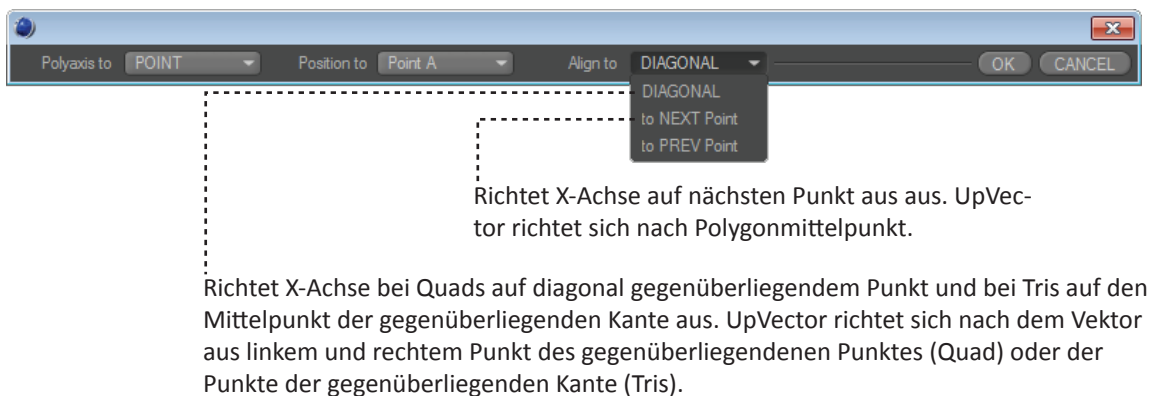 Polyaxis to POINT Position to Point A Align to DIAGONAL OK CANCEL
DIAGONAL
to NEXT Point
to PREV Point
Richtet X-Achse auf nächsten Punkt aus aus. UpVec-
tor richtet sich nach Polygonmittelpunkt.
Richtet X-Achse bei Quads auf diagonal gegenüberliegendem Punkt und bei Tris auf den
Mittelpunkt der gegenüberliegenden Kante aus. UpVector richtet sich nach dem Vektor
aus linkem und rechtem Punkt des gegenüberliegendenen Punktes (Quad) oder der
Punkte der gegenüberliegenden Kante (Tris).